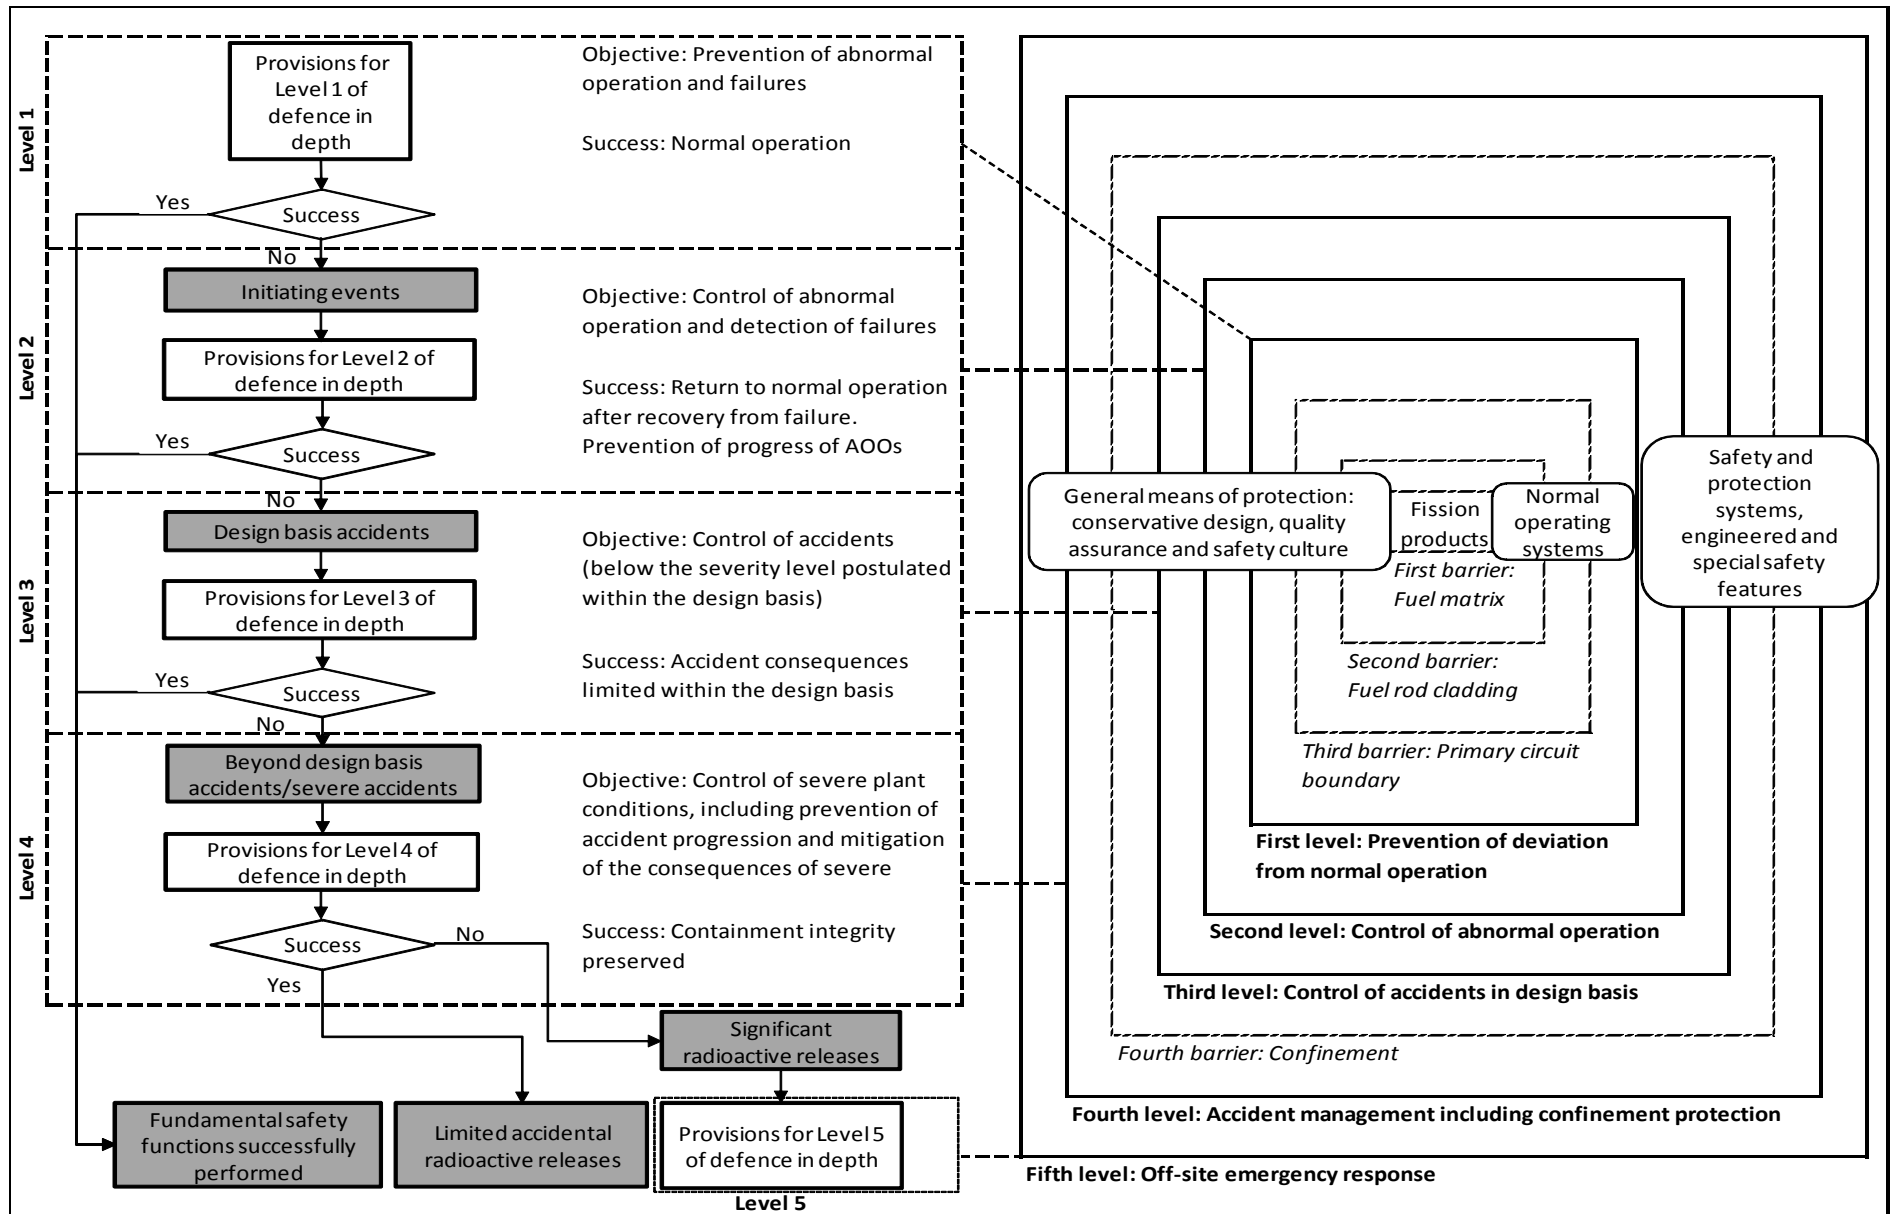 Level 1
Provisions for
Level 1 of
defence in
depth
Objective: Prevention of abnormal
operation and failures
Success: Normal operation
Yes
Success
No
Level 2
Initiating events
Objective: Control of abnormal
operation and detection of failures
Provisions for Level 2 of
defence in depth
Success: Return to normal operation
after recovery from failure.
Prevention of progress of AOOs
Yes
Success
No
Level 3
Design basis accidents
Objective: Control of accidents
(below the severity level postulated
within the design basis)
Provisions for Level 3 of
defence in depth
Success: Accident consequences
limited within the design basis
Yes
Success
No
Level 4
Beyond design basis
accidents/severe accidents
Objective: Control of severe plant
conditions, including prevention of
accident progression and mitigation
of the consequences of severe
Provisions for Level 4 of
defence in depth
Success
No
Success: Containment integrity
preserved
Yes
Significant
radioactive releases
Fundamental safety
functions successfully
performed
Limited accidental
radioactive releases
Provisions for Level 5
of defence in depth
Level 5
General means of protection:
conservative design, quality
assurance and safety culture
Fission
products
Normal
operating
systems
Safety and
protection
systems,
engineered and
special safety
features
First barrier:
Fuel matrix
Second barrier:
Fuel rod cladding
Third barrier: Primary circuit
boundary
First level: Prevention of deviation
from normal operation
Second level: Control of abnormal operation
Third level: Control of accidents in design basis
Fourth barrier: Confinement
Fourth level: Accident management including confinement protection
Fifth level: Off-site emergency response